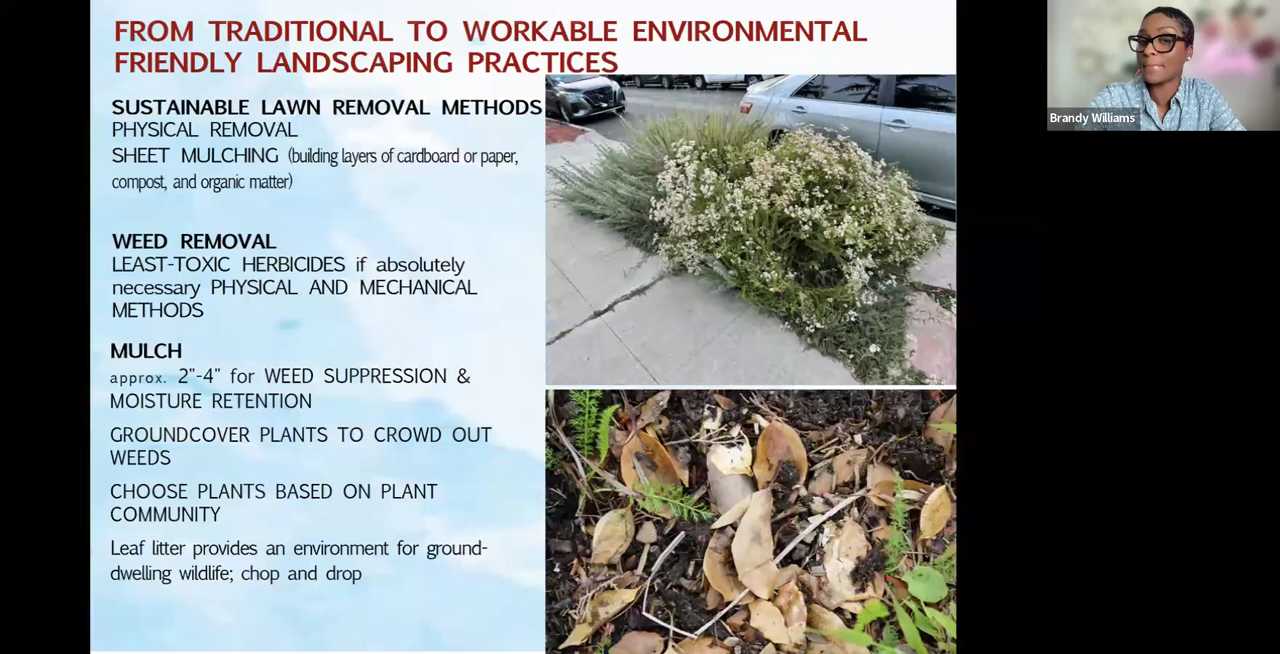 FROM TRADITIONAL TO WORKABLE ENVIRONMENTAL
FRIENDLY LANDSCAPING PRACTICES
SUSTAINABLE LAWN REMOVAL METHODS
PHYSICAL REMOVAL
SHEET MULCHING (building layers of cardboard or paper,
compost, and organic matter)
WEED REMOVAL
LEAST-TOXIC HERBICIDES if absolutely
necessary PHYSICAL AND MECHANICAL
METHODS
MULCH
approx. 2"-4" for WEED SUPPRESSION &
MOISTURE RETENTION
GROUNDCOVER PLANTS TO CROWD OUT
WEEDS
CHOOSE PLANTS BASED ON PLANT
COMMUNITY
Leaf litter provides an environment for ground-
dwelling wildlife; chop and drop
Brandy Williams